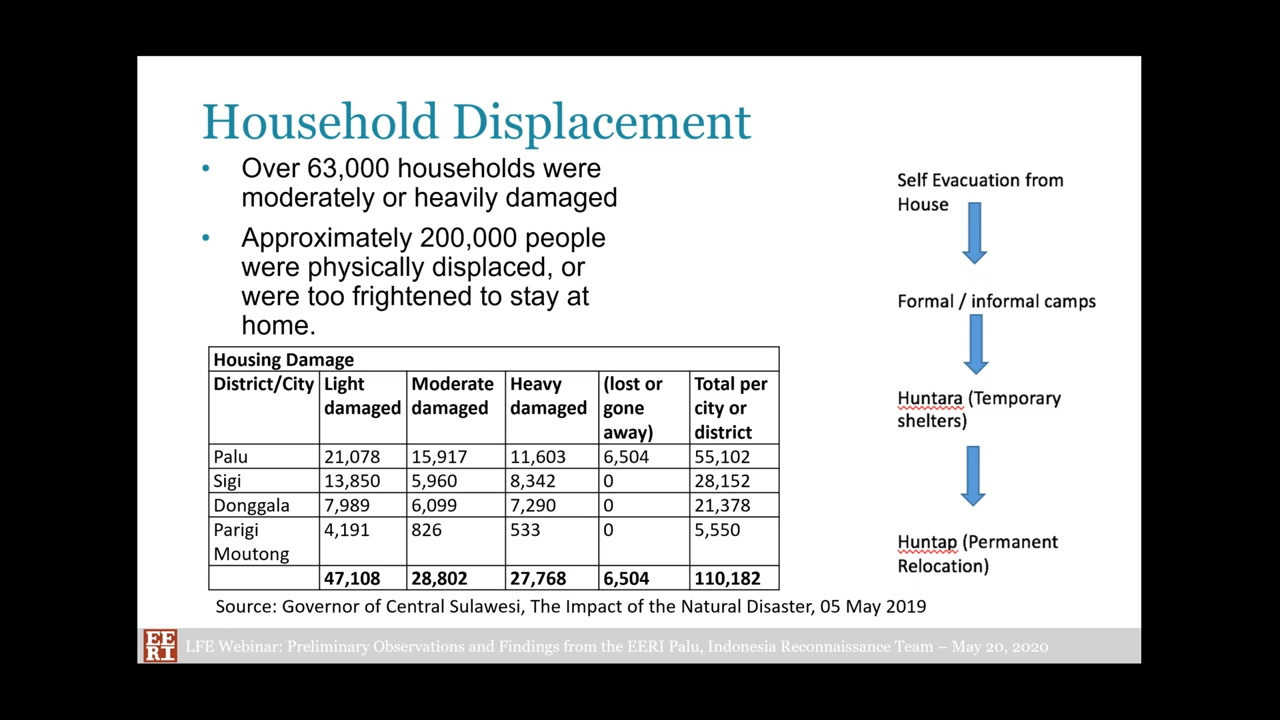 Household Displacement
• Over 63,000 households were
moderately or heavily damaged
• Approximately 200,000 people
were physically displaced, or
were too frightened to stay at
home.
Housing Damage
District/City Light damaged Moderate damaged Heavy damaged (lost or gone away) Total per city or district
Palu 21,078 15,917 11,603 6,504 55,102
Sigi 13,850 5,960 8,342 0 28,152
Donggala 7,989 6,099 7,290 0 21,378
Parigi Moutong 4,191 826 533 0 5,550
47,108 28,802 27,768 6,504 110,182
Source: Governor of Central Sulawesi, The Impact of the Natural Disaster, 05 May 2019
Self Evacuation from
House
Formal / informal camps
Huntara (Temporary
shelters)
Huntap (Permanent
Relocation)
EE
RI
LFE Webinar: Preliminary Observations and Findings from the EERI Palu, Indonesia Reconnaissance Team – May 20, 2020